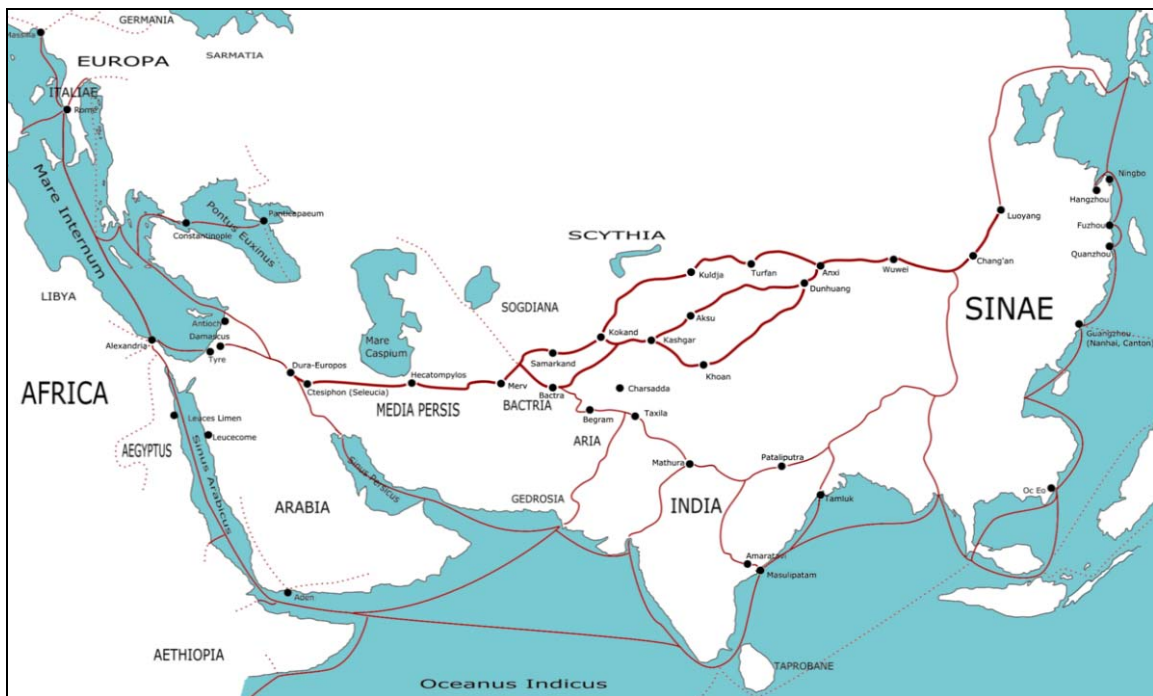 GERMANIA
Massilia
SARMATIA
EUROPA
ITALIAE
Rome
Mare Internum
Pontus Euxinus
Panticapaeum
Constantinople
SCYTHIA
LIBYA
SOGDIANA
Mare
Caspium
Antioch
Damascus
Tyre
Alexandria
AFRICA
Dura-Europos
Ctesiphon (Seleucia)
Hecatompylos
MEDIA PERSIS
Merv
BACTRIA
Samarkand
Bactra
Kokand
Kashgar
Kuldja
Turfan
Anxi
Dunhuang
Aksu
Khoan
Wuwei
Chang'an
Luoyang
Ningbo
Hangzhou
Fuzhou
Quanzhou
SINAE
Guangzhou
(Nanhai, Canton)
Charsadda
Begram
Taxila
ARIA
Leuces Limen
Leucecome
AEGYPTUS
Sinus Arabicus
Sinus Persicus
ARABIA
GEDROSIA
Mathura
Pataliputra
INDIA
Tamluk
Oc Eo
Amaratavi
Masulipatam
Aden
AETHIOPIA
TAPROBANE
Oceanus Indicus